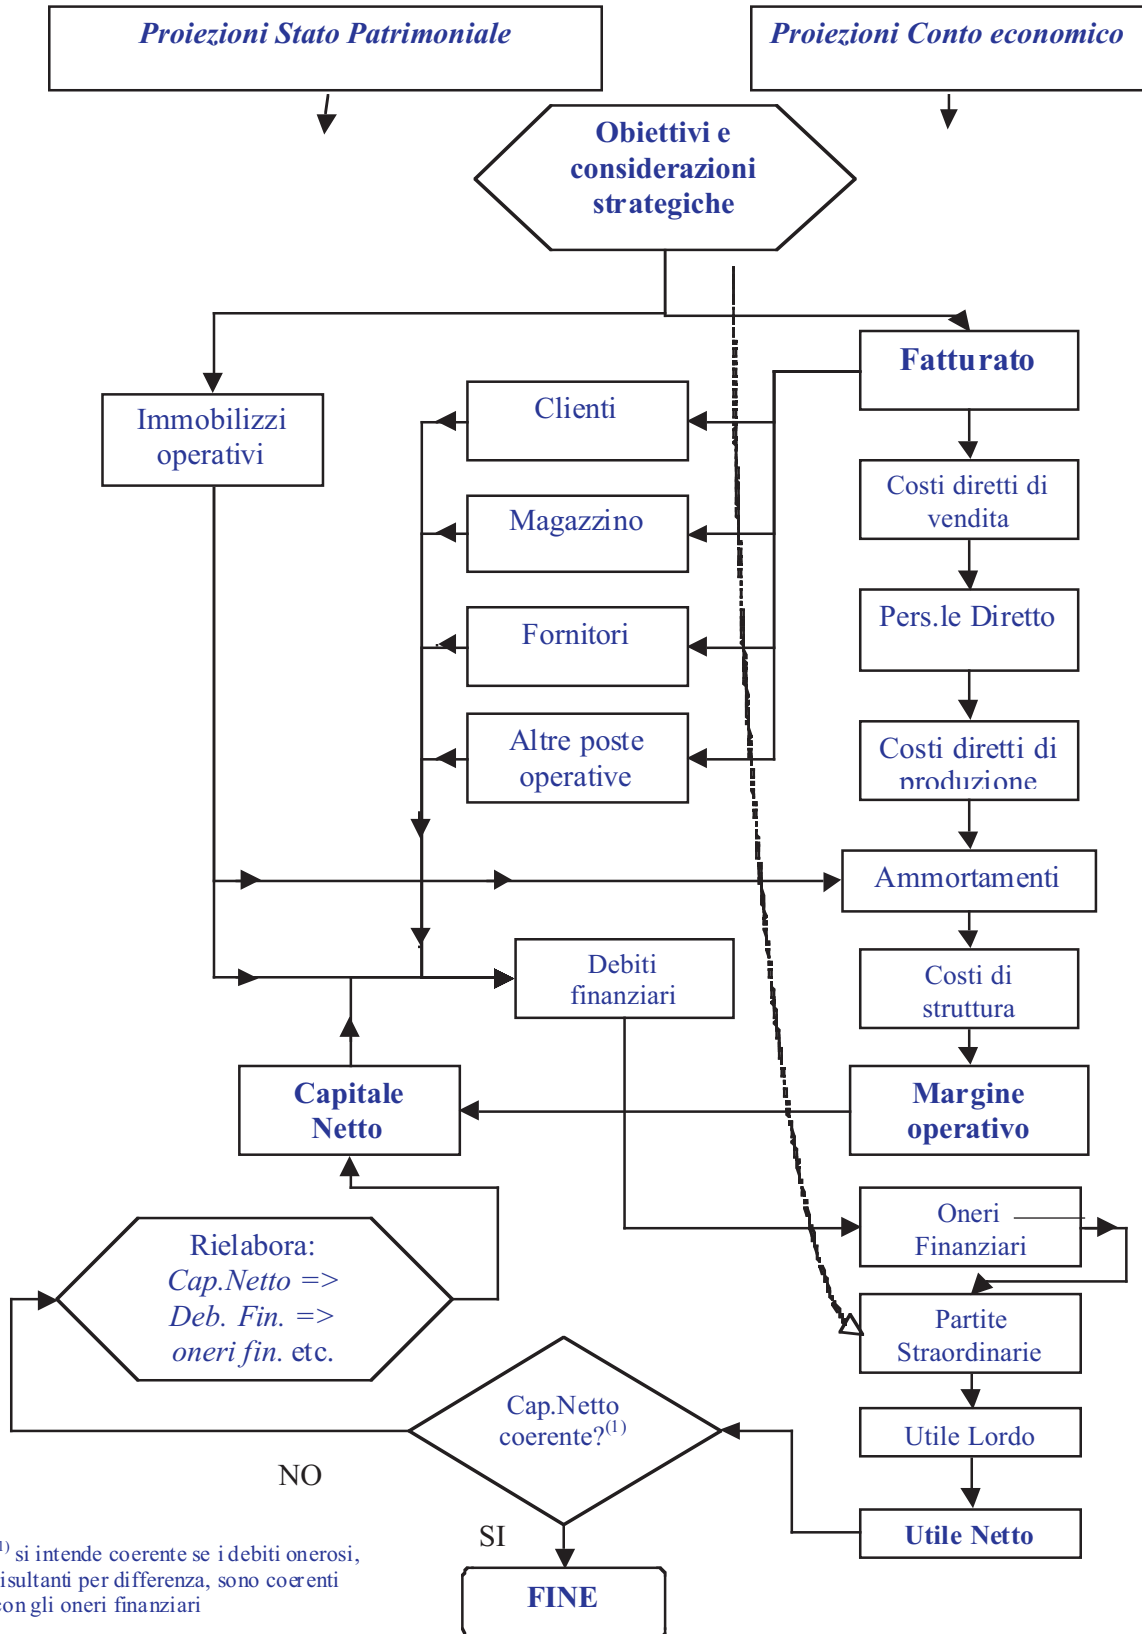 Proiezioni Stato Patrimoniale
Proiezioni Conto economico
Obiettivi e
considerazioni
strategiche
Fatturato
Immobilizzi
operativi
Clienti
Costi diretti di
vendita
Magazzino
Pers.le Diretto
Fornitori
Altre poste
operative
Costi diretti di
produzione
Ammortamenti
Debiti
finanziari
Costi di
struttura
Capitale
Netto
Margine
operativo
Oneri
Finanziari
Rielabora:
Cap.Netto =>
Deb. Fin. =>
oneri fin. etc.
Partite
Straordinarie
Cap.Netto
coerente?(1)
Utile Lordo
NO
SI
Utile Netto
1) si intende coerente se i debiti onerosi,
isultanti per differenza, sono coerenti
con gli oneri finanziari
FINE